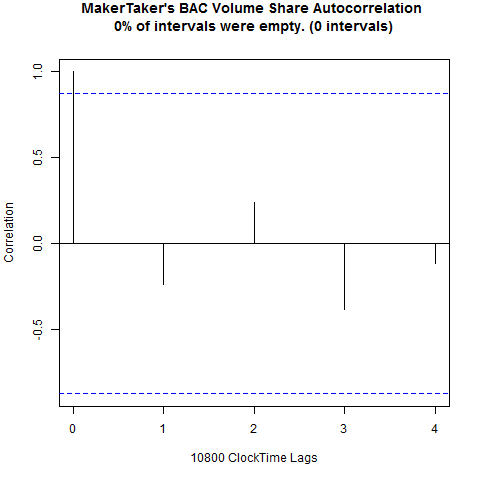 MakerTaker's BAC Volume Share Autocorrelation
0% of intervals were empty. (0 intervals)
Correlation
1.0
0.5
0.0
-0.5
0 1 2 3 4
10800 ClockTime Lags